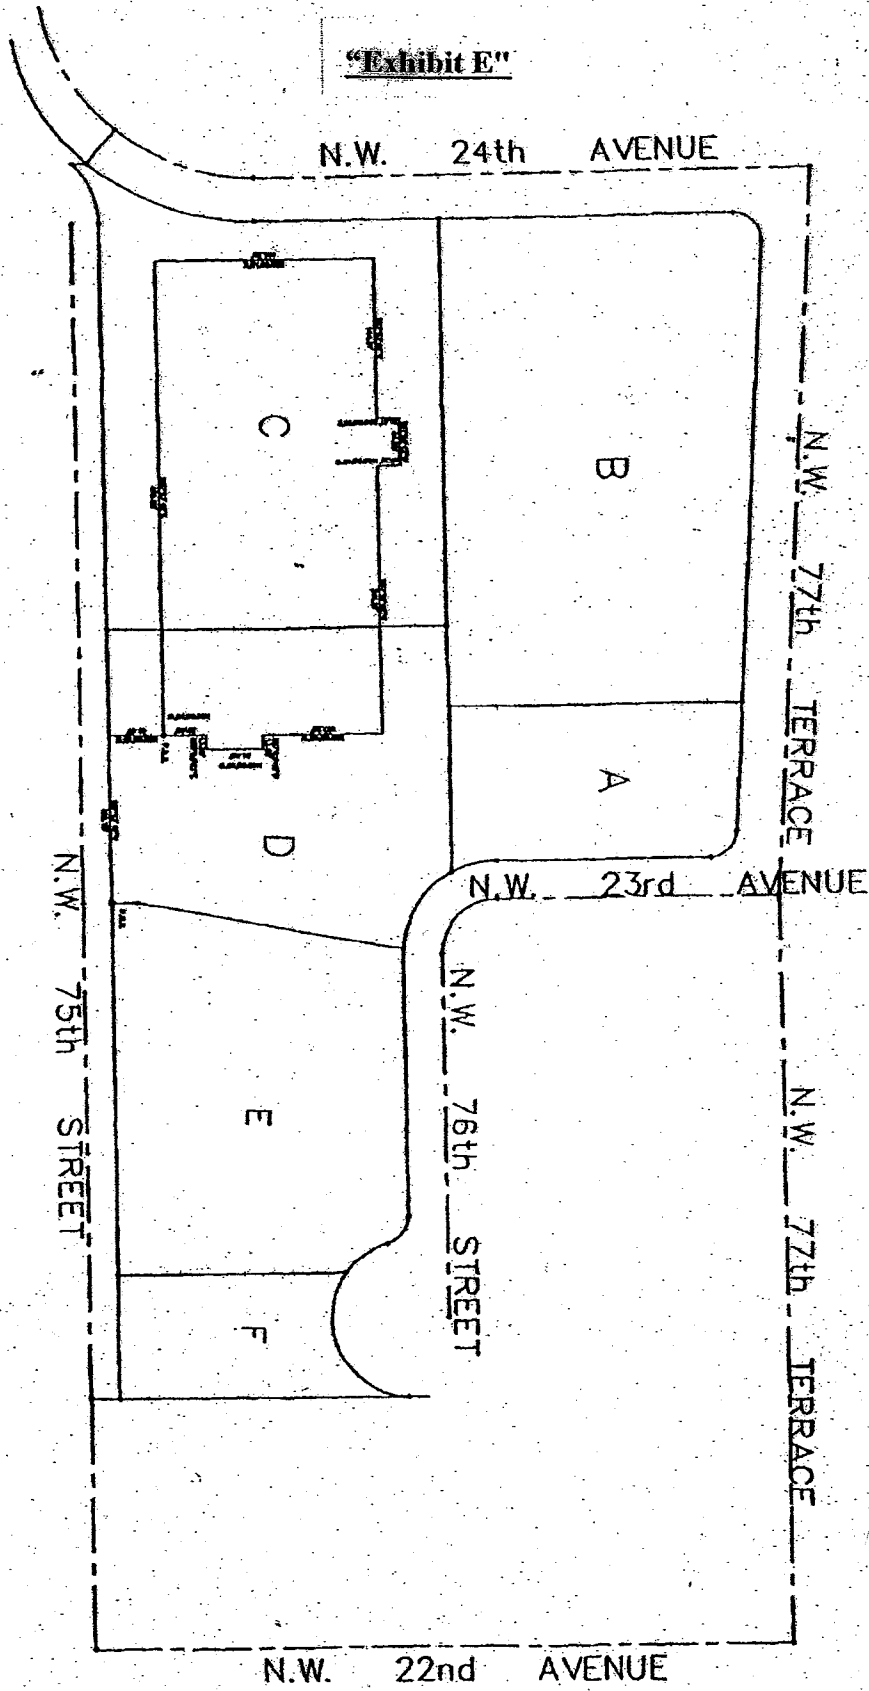 "Exhibit E"
N.W. 24th AVENUE
C
B
N.W. 77th TERRACE
A
D
N.W. 23rd AVENUE
N.W. 75th STREET
N.W. 76th STREET
E
N.W. 77th TERRACE
F
N.W. 22nd AVENUE